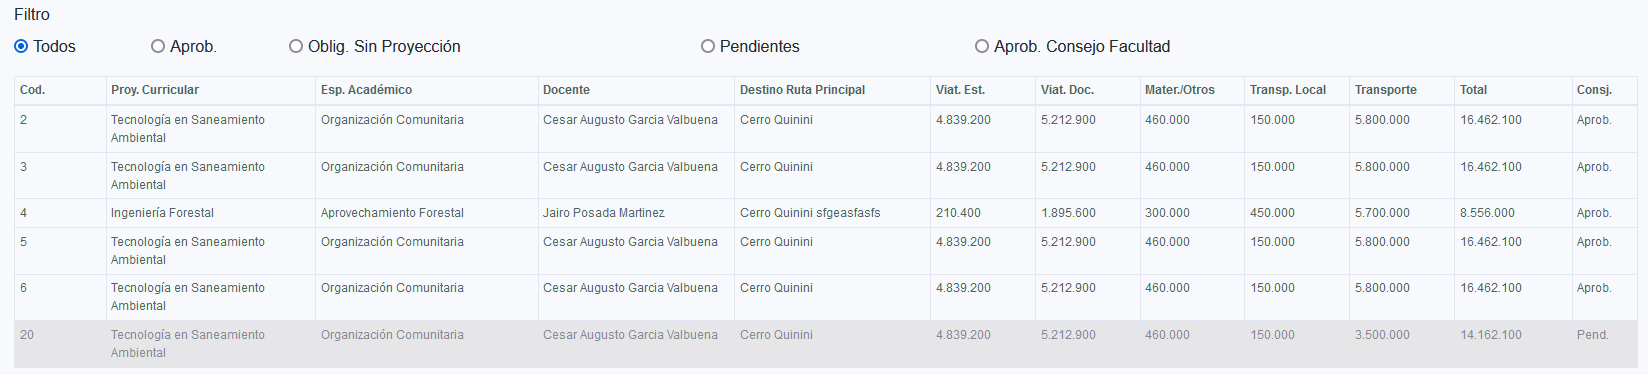 Filtro
Todos Aprob. Oblig. Sin Proyección Pendientes Aprob. Consejo Facultad
Cod. Proy. Curricular Esp. Académico Docente Destino Ruta Principal Viat. Est. Viat. Doc. Mater./Otros Transp. Local Transporte Total Consj.
2 Tecnología en Saneamiento Organización Comunitaria Cesar Augusto Garcia Valbuena Cerro Quinini 4.839.200 5.212.900 460.000 150.000 5.800.000 16.462.100 Aprob.
Ambiental
3 Tecnología en Saneamiento Organización Comunitaria Cesar Augusto Garcia Valbuena Cerro Quinini 4.839.200 5.212.900 460.000 150.000 5.800.000 16.462.100 Aprob.
Ambiental
4 Ingeniería Forestal Aprovechamiento Forestal Jairo Posada Martinez Cerro Quinini sfgeasfasfs 210.400 1.895.600 300.000 450.000 5.700.000 8.556.000 Aprob.
5 Tecnología en Saneamiento Organización Comunitaria Cesar Augusto Garcia Valbuena Cerro Quinini 4.839.200 5.212.900 460.000 150.000 5.800.000 16.462.100 Aprob.
Ambiental
6 Tecnología en Saneamiento Organización Comunitaria Cesar Augusto Garcia Valbuena Cerro Quinini 4.839.200 5.212.900 460.000 150.000 5.800.000 16.462.100 Aprob.
Ambiental
20 Tecnología en Saneamiento Organización Comunitaria Cesar Augusto Garcia Valbuena Cerro Quinini 4.839.200 5.212.900 460.000 150.000 3.500.000 14.162.100 Pend.
Ambiental